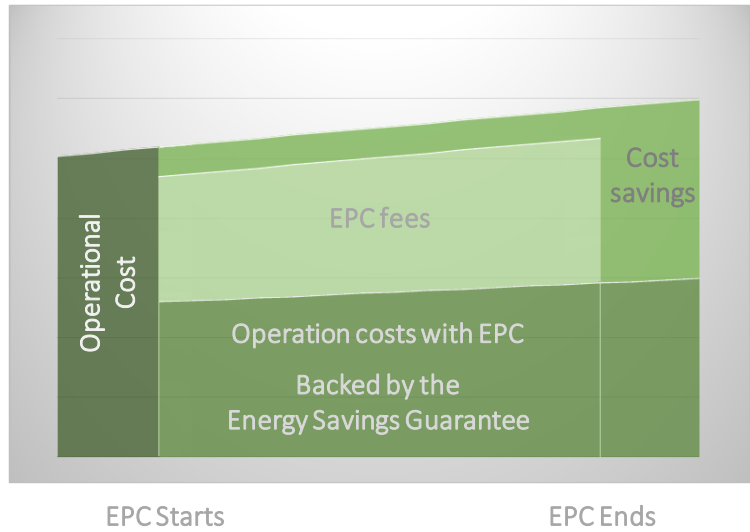 Operational
Cost
EPC fees
Cost
savings
Operation costs with EPC
Backed by the
Energy Savings Guarantee
EPC Starts
EPC Ends